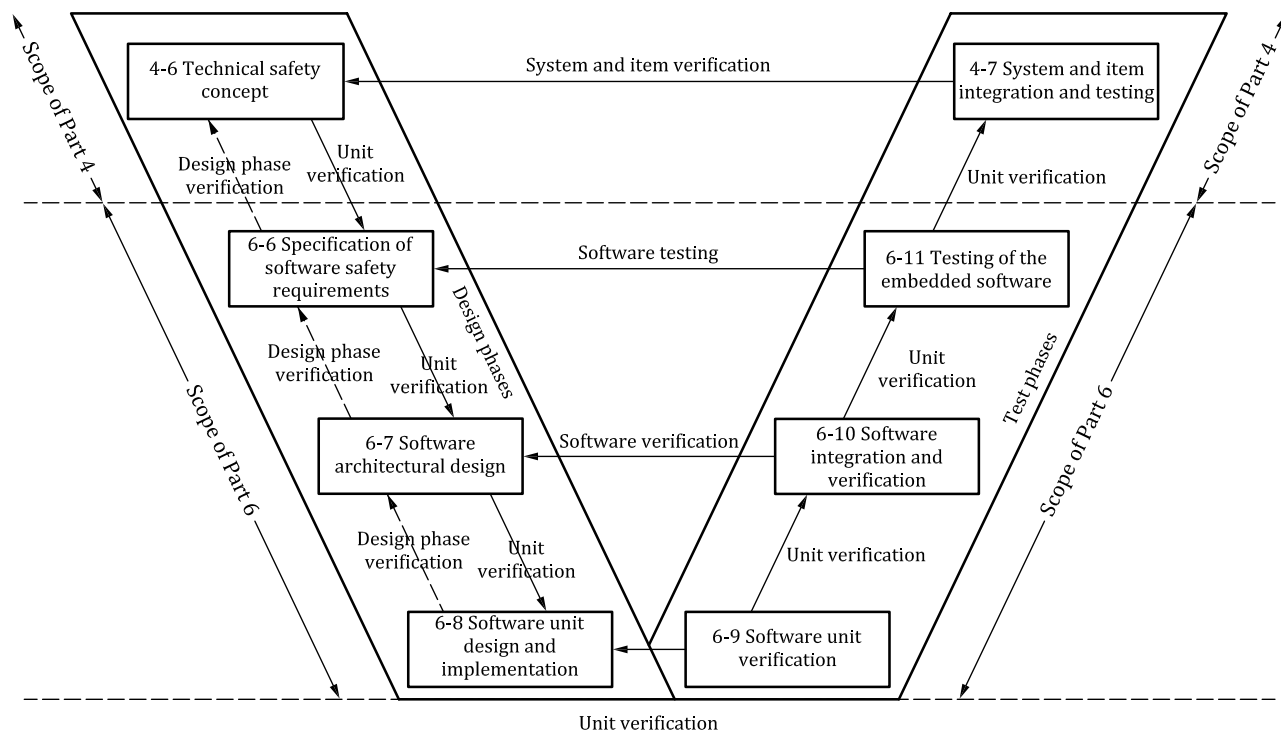 Scope of Part 4
4-6 Technical safety
concept
System and item verification
4-7 System and item
integration and testing
Scope of Part 4
Design phase
verification
Unit
verification
Unit verification
6-6 Specification of
software safety
requirements
Software testing
6-11 Testing of the
embedded software
Design phases
Design phase
verification
Unit
verification
Unit
verification
Test phases
Scope of Part 6
6-7 Software
architectural design
Software verification
6-10 Software
integration and
verification
Scope of Part 6
Design phase
verification
Unit
verification
Unit verification
6-8 Software unit
design and
implementation
6-9 Software unit
verification
Unit verification